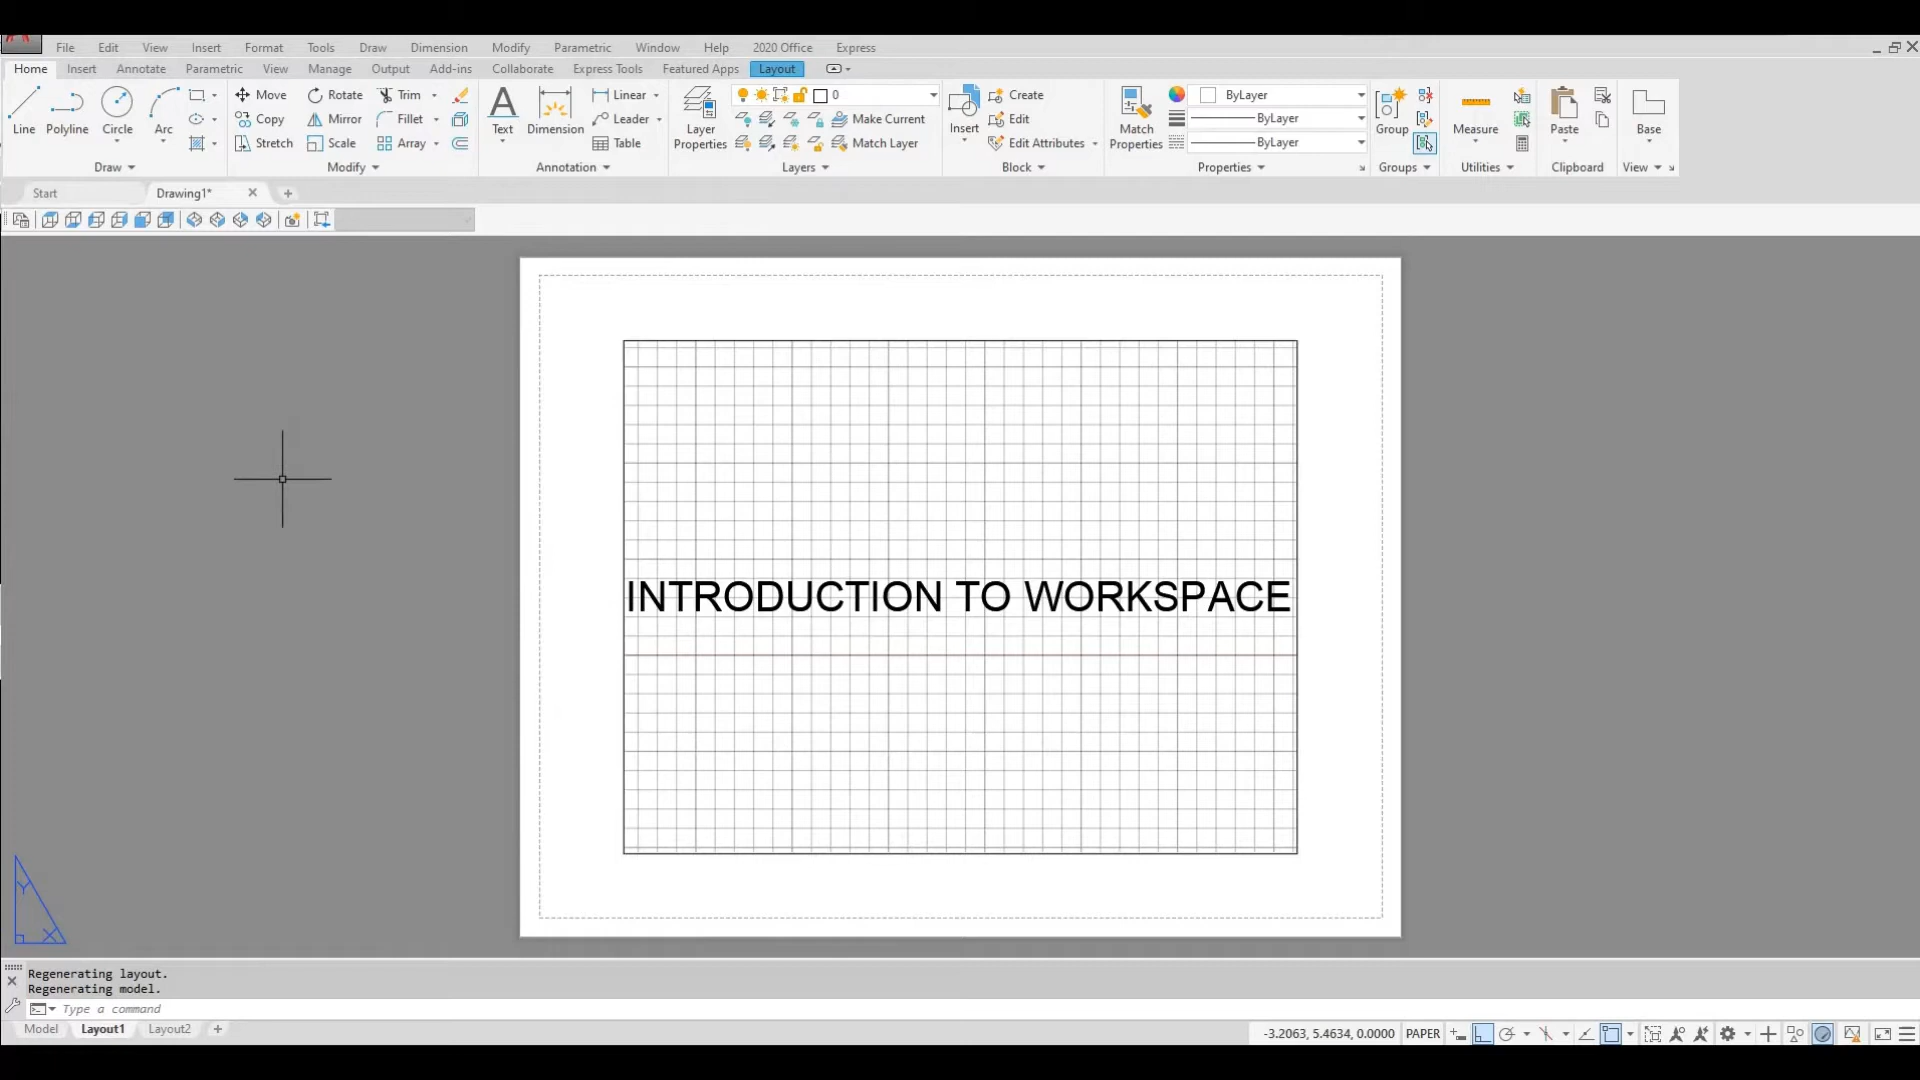 File Edit View Insert Format Tools Draw Dimension Modify Parametric Window Help 2020 Office Express
Home Insert Annotate Parametric View Manage Output Add-ins Collaborate Express Tools Featured Apps Layout
Line Polyline Circle Arc
Move Rotate Trim
Copy Mirror Fillet
Stretch Scale Array
Text Dimension
Linear
Leader
Table
Layer
Properties
0
Make Current
Match Layer
Insert
Create
Edit
Edit Attributes
Match
Properties
ByLayer
ByLayer
ByLayer
Group
Measure
Paste
Base
Draw Modify Annotation Layers Block Properties Groups Utilities Clipboard View
Start Drawing1*
INTRODUCTION TO WORKSPACE
Y
X
Regenerating layout.
Regenerating model.
Type a command
Model Layout1 Layout2
-3.2063, 5.4634, 0.0000 PAPER